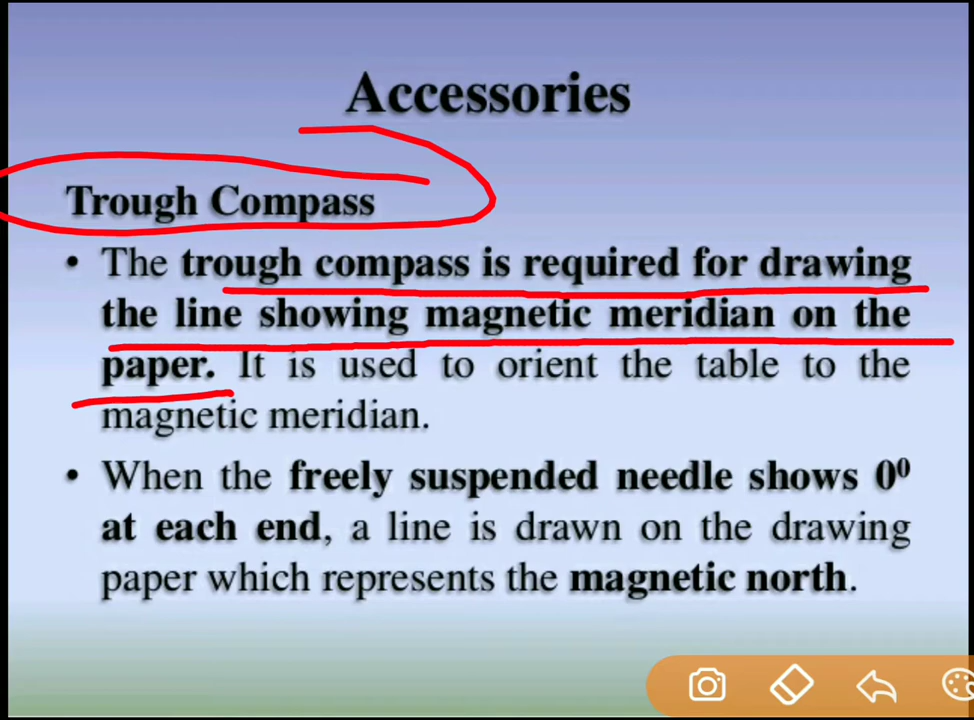 Accessories
Trough Compass
• The trough compass is required for drawing
the line showing magnetic meridian on the
paper. It is used to orient the table to the
magnetic meridian.
• When the freely suspended needle shows 0⁰
at each end, a line is drawn on the drawing
paper which represents the magnetic north.